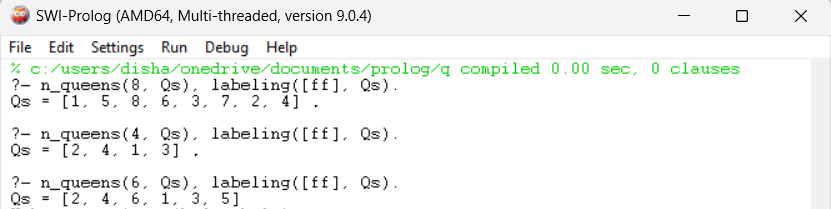 SWI-Prolog (AMD64, Multi-threaded, version 9.0.4)
File Edit Settings Run Debug Help
% c:/users/disha/onedrive/documents/prolog/q compiled 0.00 sec, 0 clauses
?- n_queens(8, Qs), labeling([ff], Qs).
Qs = [1, 5, 8, 6, 3, 7, 2, 4] .
?- n_queens(4, Qs), labeling([ff], Qs).
Qs = [2, 4, 1, 3] .
?- n_queens(6, Qs), labeling([ff], Qs).
Qs = [2, 4, 6, 1, 3, 5]